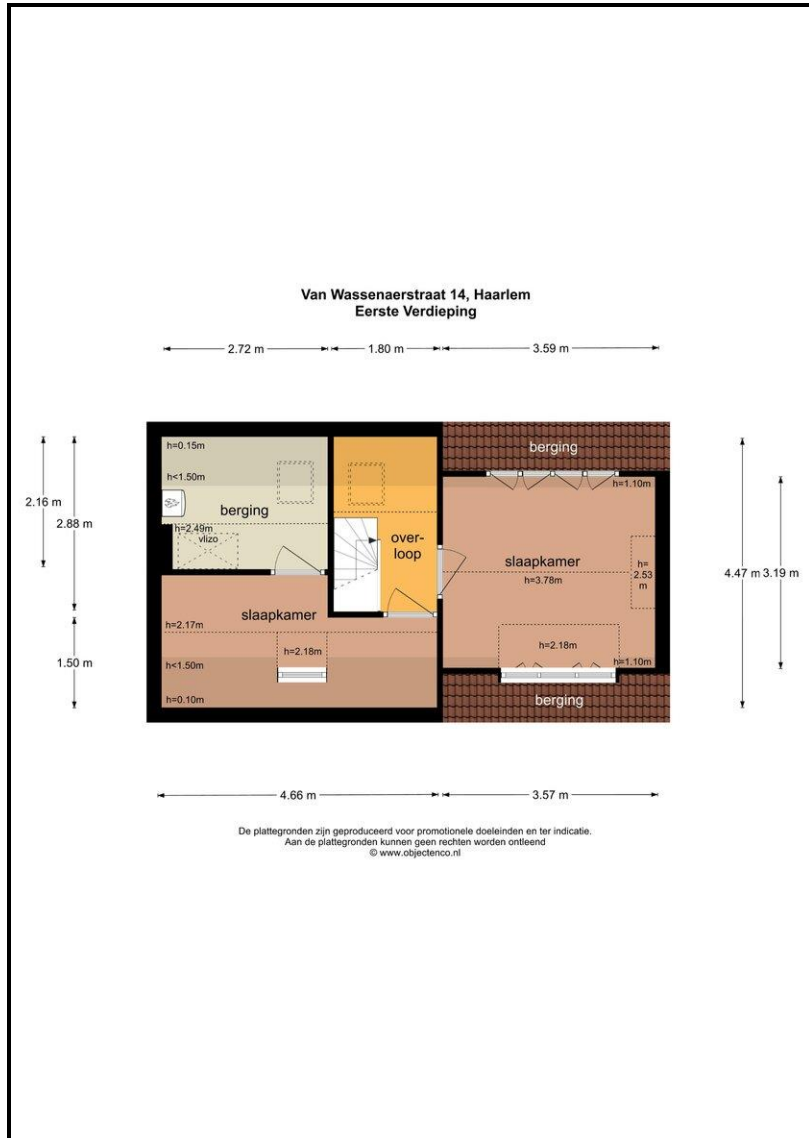 Van Wassenaerstraat 14, Haarlem
Eerste Verdieping
2.72 m
1.80 m
3.59 m
berging
h=0.15m
h<1.50m
h=1.10m
2.16 m
2.88 m
berging
h=2.49m
vlizo
over-
loop
slaapkamer
h=3.78m
h=
2.53
m
4.47 m
3.19 m
slaapkamer
h=2.17m
h=2.18m
h=2.18m
1.50 m
h<1.50m
h=1.10m
h=0.10m
berging
4.66 m
3.57 m
De plattegronden zijn geproduceerd voor promotionele doeleinden en ter indicatie.
Aan de plattegronden kunnen geen rechten worden ontleend
© www.objectenco.nl